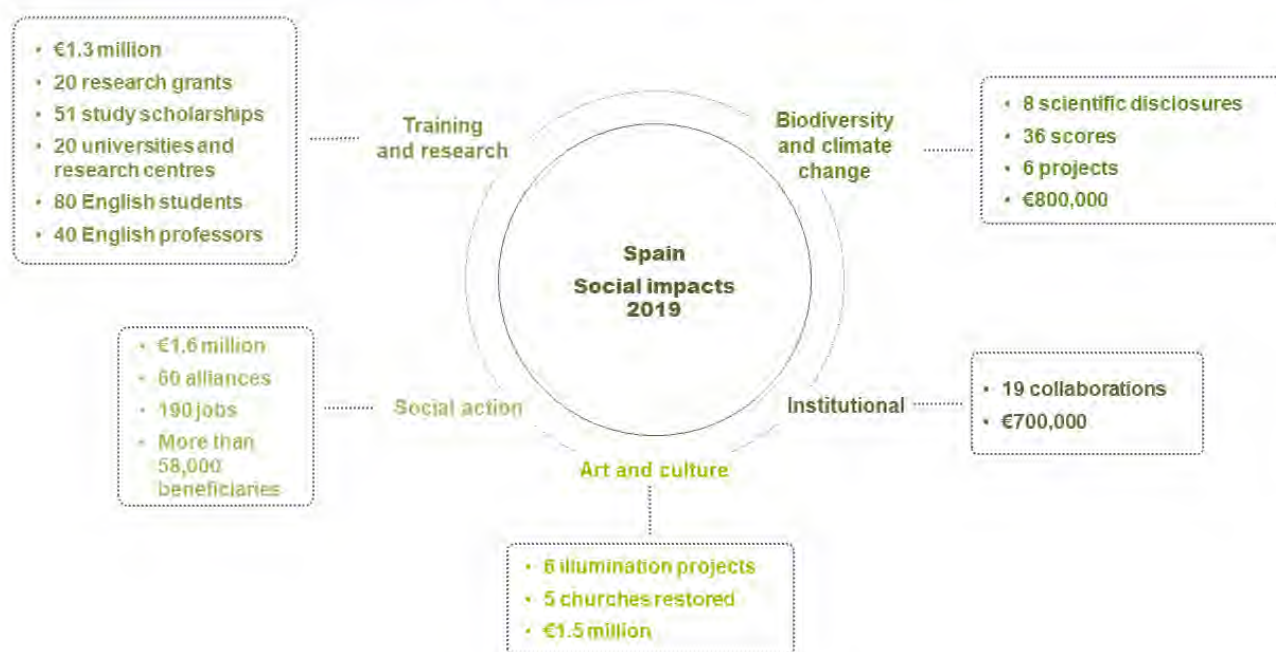 • €1.3 million
• 20 research grants
• 51 study scholarships
• 20 universities and
research centres
• 80 English students
• 40 English professors
Training
and research
Biodiversity
and climate
change
• 8 scientific disclosures
• 36 scores
• 6 projects
• €800,000
Spain
Social impacts
2019
• €1.6 million
• 60 alliances
• 190 jobs
• More than
58,000
beneficiaries
Social action
Institutional
• 19 collaborations
• €700,000
Art and culture
• 6 illumination projects
• 5 churches restored
• €1.5 million